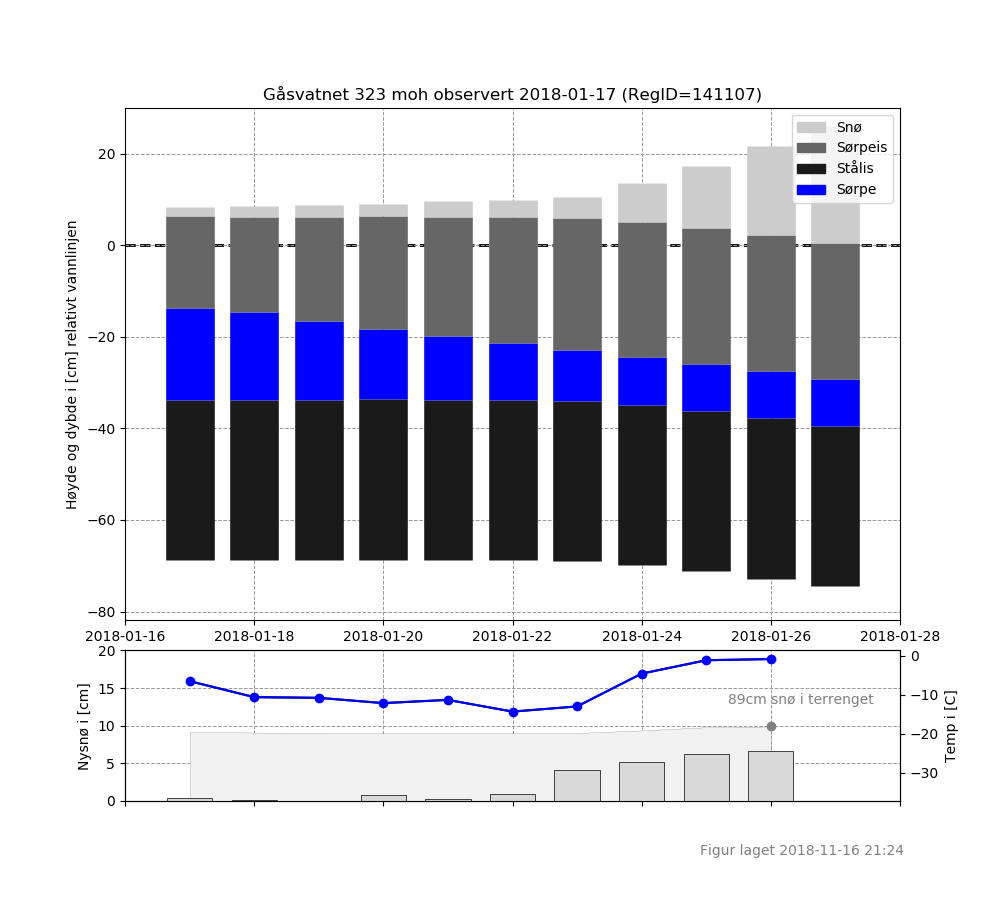 Gåsvatnet 323 moh observert 2018-01-17 (RegID=141107)
Snø
Sørpeis
Stålis
Sørpe
Høyde og dybde i [cm] relativt vannlinjen
20
0
−20
−40
−60
−80
2018-01-16 2018-01-18 2018-01-20 2018-01-22 2018-01-24 2018-01-26 2018-01-28
Nysnø i [cm]
20
15
10
5
0
89cm snø i terrenget
0
−10
−20
−30
Temp i [C]
Figur laget 2018-11-16 21:24